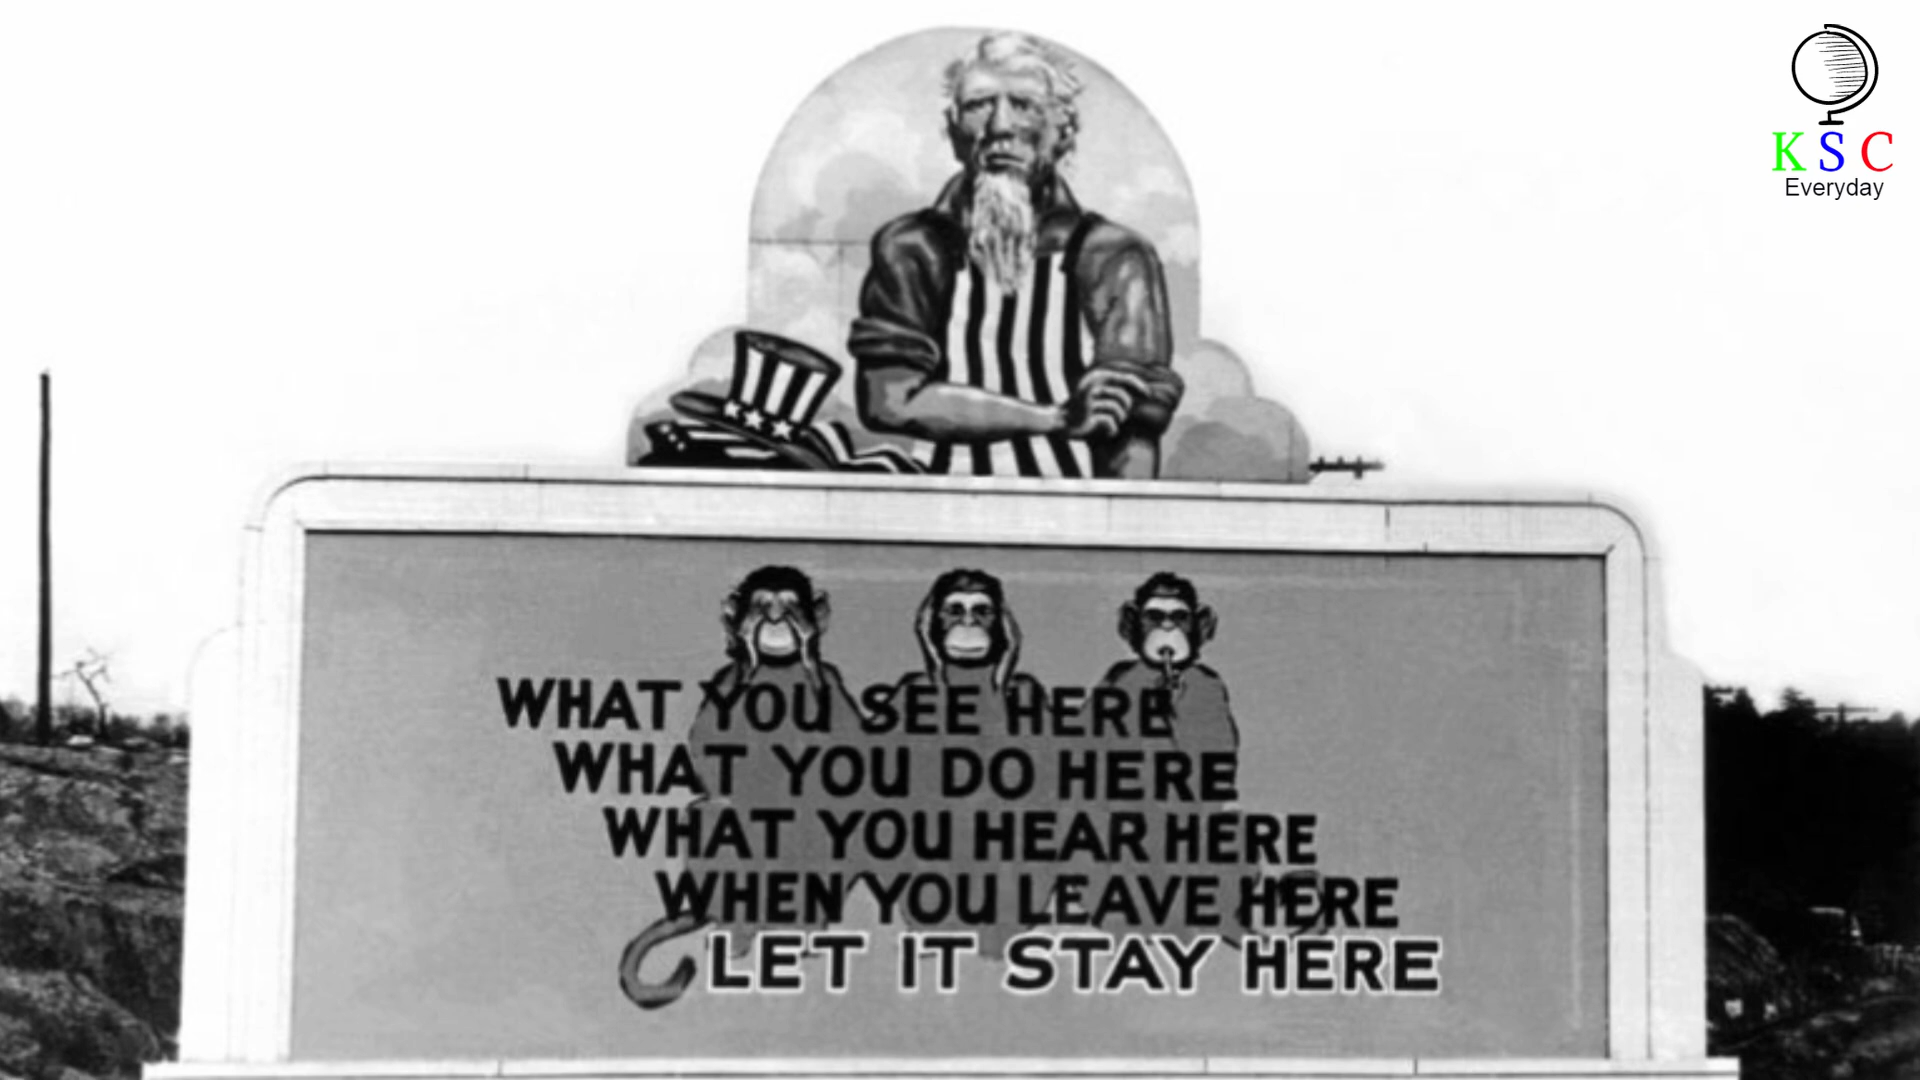 K S C
Everyday
WHAT YOU SEE HERE
WHAT YOU DO HERE
WHAT YOU HEAR HERE
WHEN YOU LEAVE HERE
LET IT STAY HERE